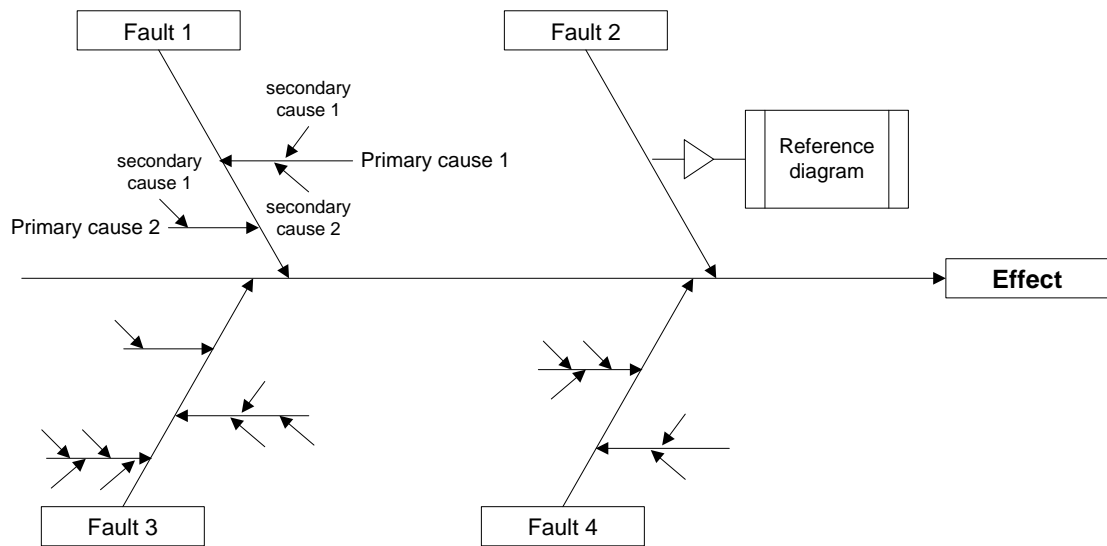 Fault 1
Fault 2
secondary
cause 1
Primary cause 1
secondary
cause 2
secondary
cause 1
Primary cause 2
Reference
diagram
Effect
Fault 3
Fault 4